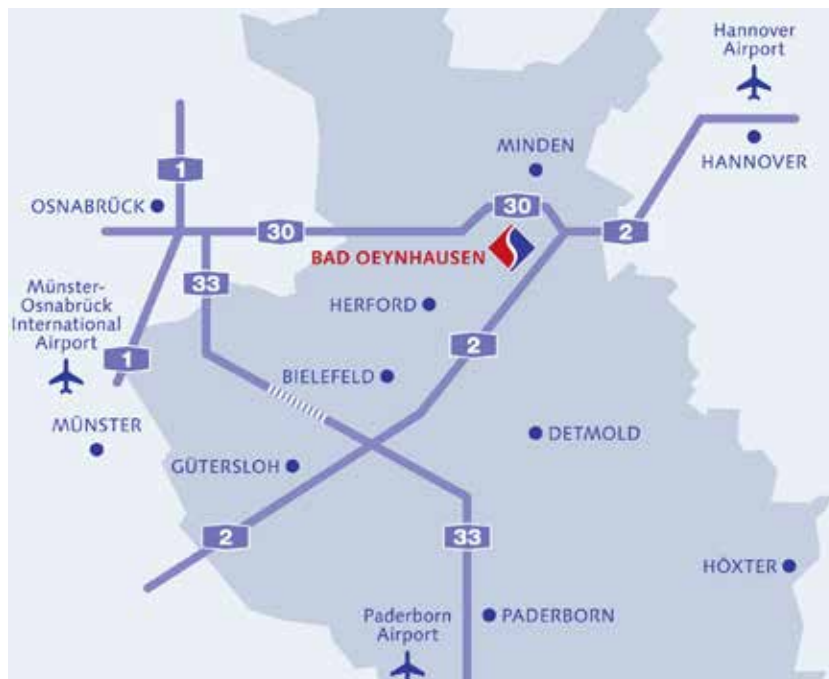 Hannover
Airport
HANNOVER
MINDEN
1
OSNABRÜCK
30
30
2
BAD OEYNHAUSEN
33
Münster-
Osnabrück
International
Airport
HERFORD
1
2
BIELEFELD
MÜNSTER
DETMOLD
GÜTERSLOH
2
33
HÖXTER
Paderborn
Airport
PADERBORN